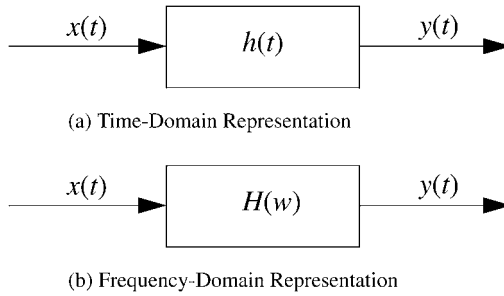 x(t) h(t) y(t)
(a) Time-Domain Representation
x(t) H(w) y(t)
(b) Frequency-Domain Representation